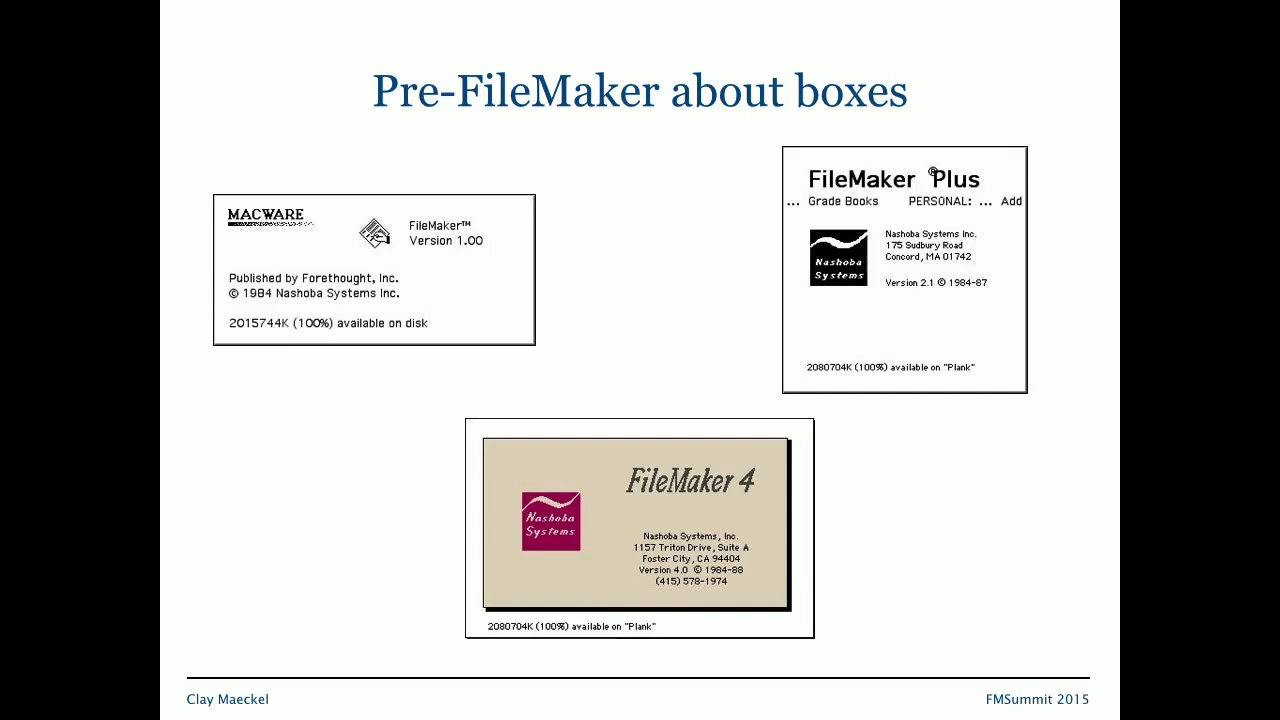 Pre-FileMaker about boxes
MACWARE
FileMaker™
Version 1.00
Published by Forethought, Inc.
© 1984 Nashoba Systems Inc.
2015744K (100%) available on disk
FileMaker ®Plus
... Grade Books PERSONAL: ... Add
Nashoba
Systems
Nashoba Systems Inc.
175 Sudbury Road
Concord, MA 01742
Version 2.1 © 1984-87
2080704K (100%) available on "Plank"
FileMaker 4
Nashoba
Systems
Nashoba Systems, Inc.
1157 Triton Drive, Suite A
Foster City, CA 94404
Version 4.0 © 1984-88
(415) 578-1974
2080704K (100%) available on "Plank"
Clay Maeckel
FMSummit 2015